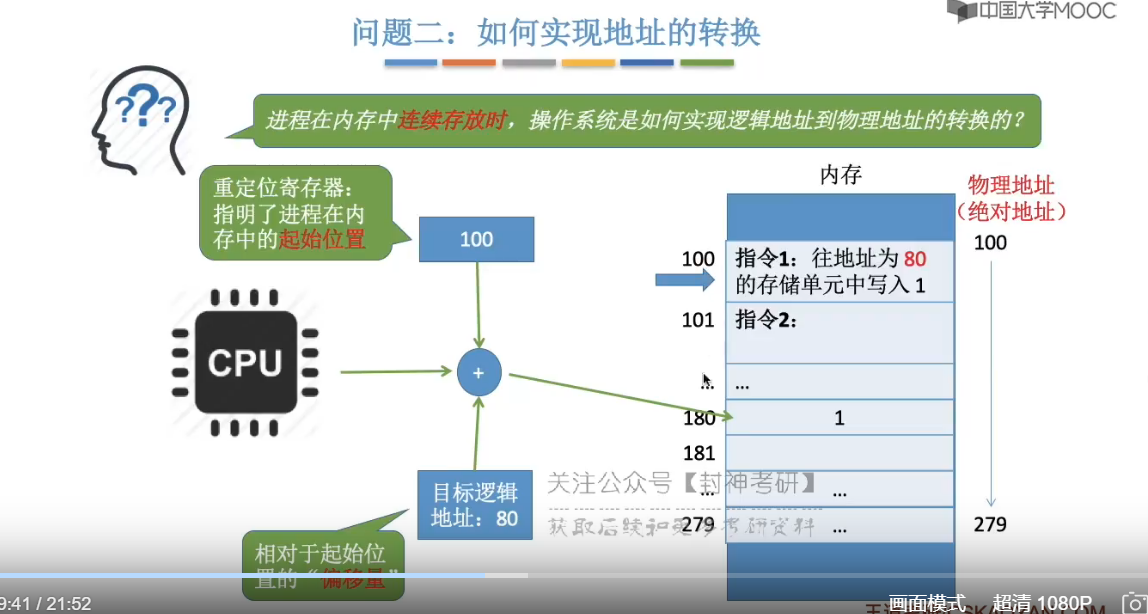 中国大学MOOC
问题二：如何实现地址的转换
???
进程在内存中连续存放时，操作系统是如何实现逻辑地址到物理地址的转换的？
重定位寄存器：
指明了进程在内
存中的起始位置
100
内存
物理地址
（绝对地址）
100
100
指令1：往地址为 80
的存储单元中写入 1
101
指令2：
CPU
+
...
...
180
1
181
目标逻辑
地址：80
关注公众号【封神考研】
...
...
279
获取后续和更多考研资料
...
279
相对于起始位
置的“偏移量”
9:41 / 21:52
画面模式
超清 1080P